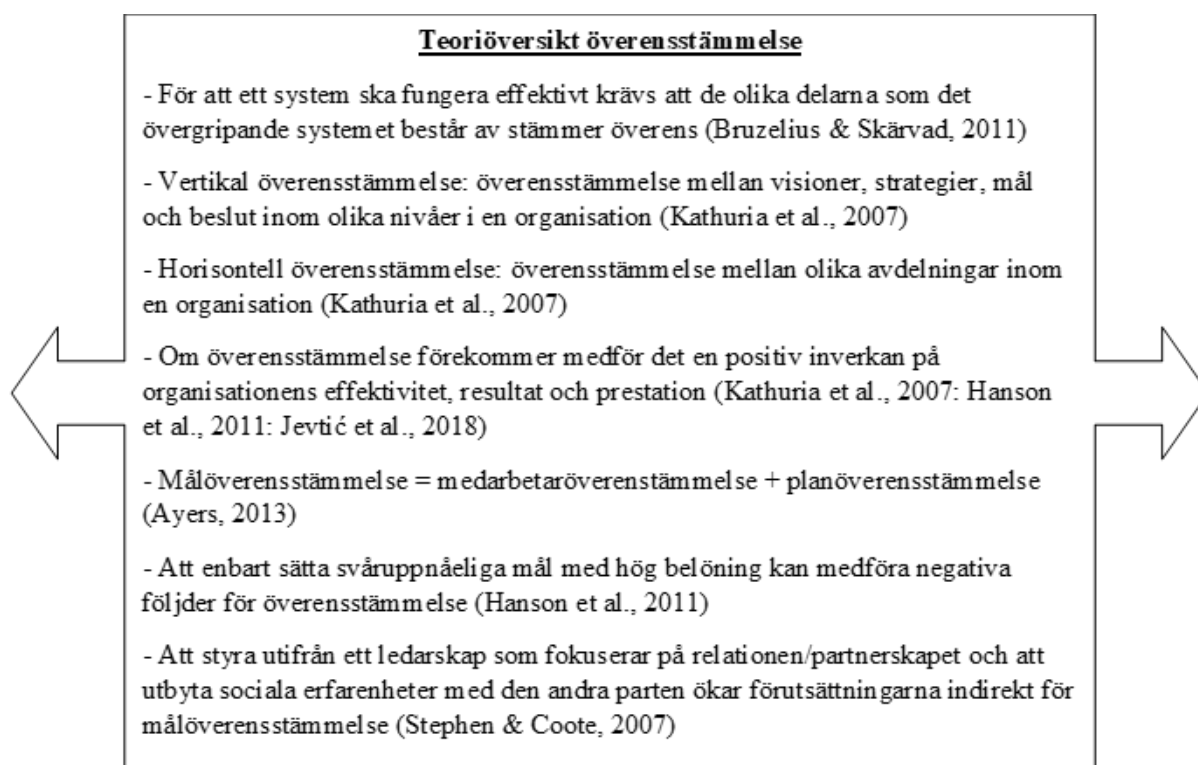 Teoriöversikt överensstämmelse
- För att ett system ska fungera effektivt krävs att de olika delarna som det
övergripande systemet består av stämmer överens (Bruzelius & Skärvad, 2011)
- Vertikal överensstämmelse: överensstämmelse mellan visioner, strategier, mål
och beslut inom olika nivåer i en organisation (Kathuria et al., 2007)
- Horisontell överensstämmelse: överensstämmelse mellan olika avdelningar inom
en organisation (Kathuria et al., 2007)
- Om överensstämmelse förekommer medför det en positiv inverkan på
organisationens effektivitet, resultat och prestation (Kathuria et al., 2007: Hanson
et al., 2011: Jevtić et al., 2018)
- Målöverensstämmelse = medarbetaröverenstämmelse + planöverensstämmelse
(Ayers, 2013)
- Att enbart sätta svåruppnåeliga mål med hög belöning kan medföra negativa
följder för överensstämmelse (Hanson et al., 2011)
- Att styra utifrån ett ledarskap som fokuserar på relationen/partnerskapet och att
utbyta sociala erfarenheter med den andra parten ökar förutsättningarna indirekt för
målöverensstämmelse (Stephen & Coote, 2007)